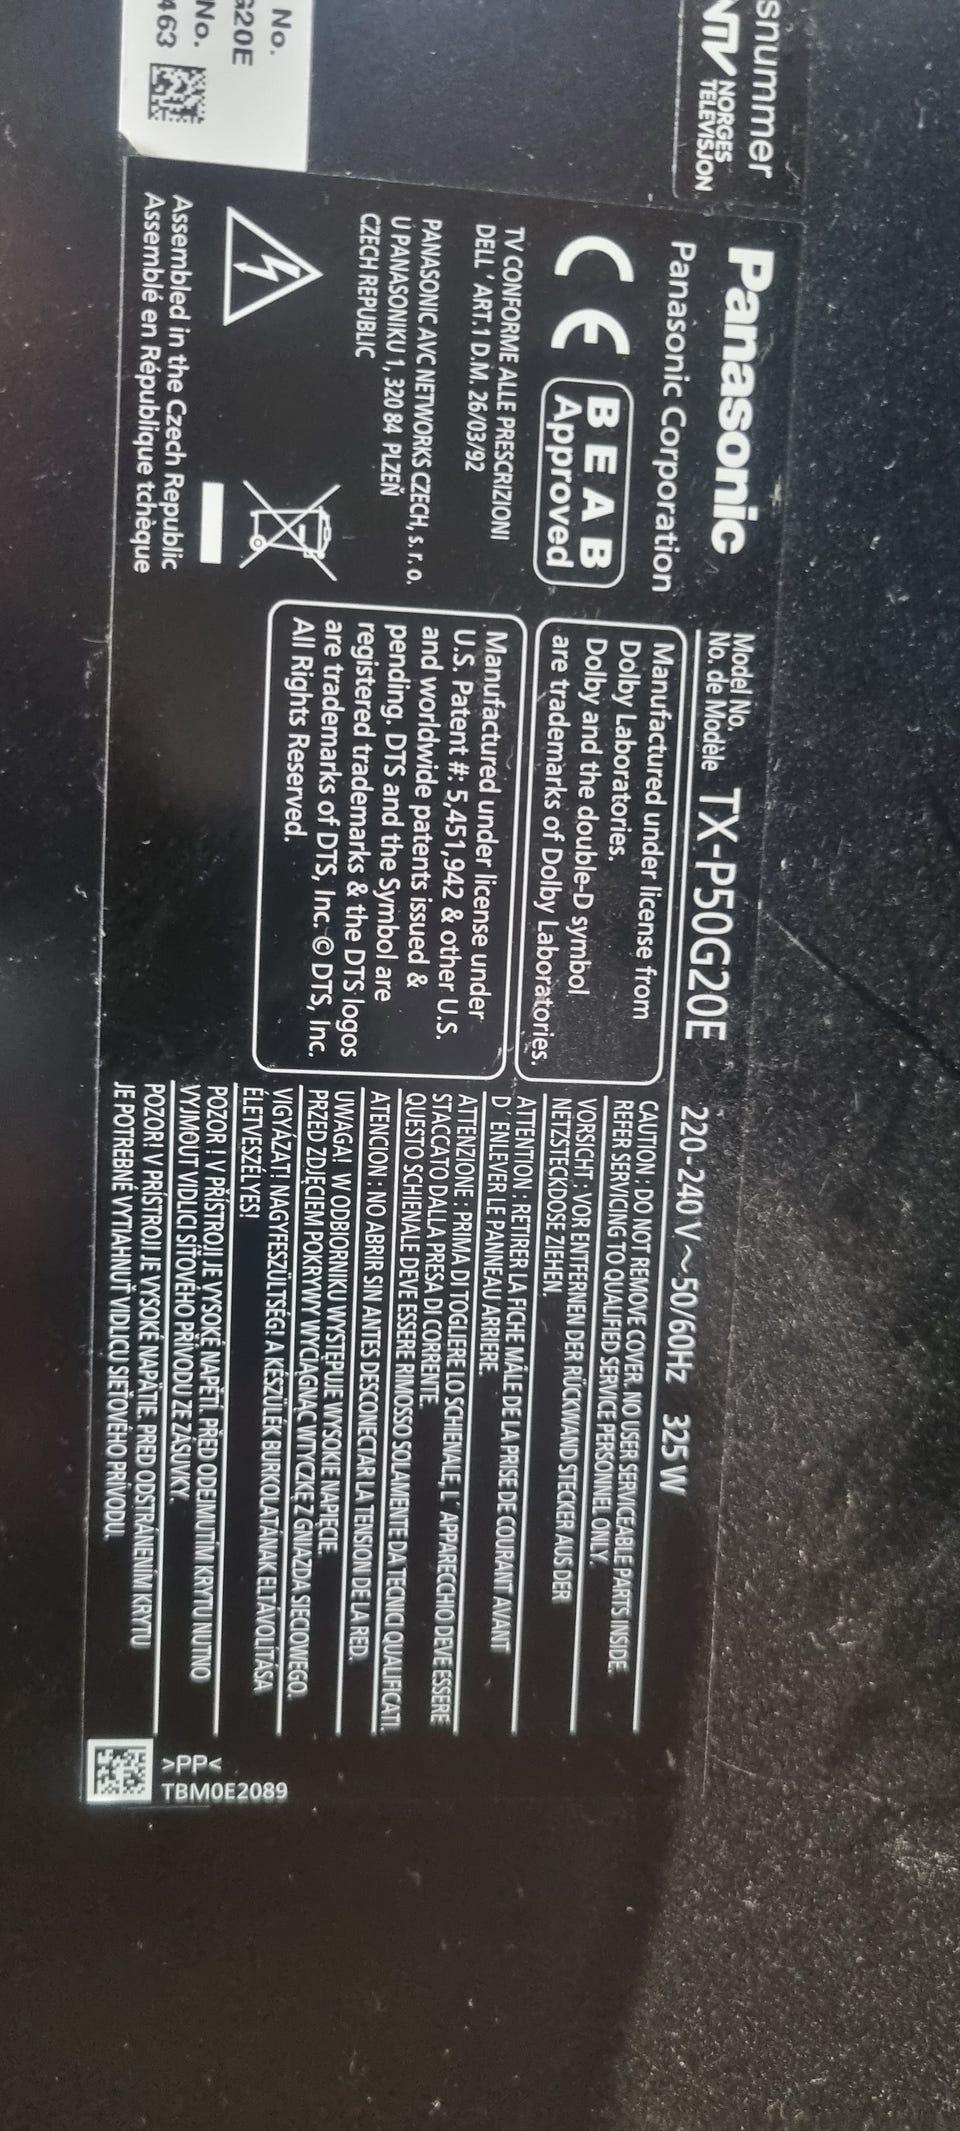 snummer
NTV NORGES
TELEVISJON
No.
G20E
No.
463
Panasonic
Panasonic Corporation
Model No.
No. de Modèle TX-P50G20E
220-240V~50/60Hz 325W
CE
BEAB
Approved
TV CONFORME ALLE PRESCRIZIONI
DELL´ART.1 D.M. 26/03/92
PANASONIC AVC NETWORKS CZECH, s. r. o.
U PANASONIKU 1, 320 84 PLZEŇ
CZECH REPUBLIC
Assembled in the Czech Republic
Assemblé en République tchèque
Manufactured under license from
Dolby Laboratories.
Dolby and the double-D symbol
are trademarks of Dolby Laboratories.
Manufactured under license under
U.S. Patent #: 5,451,942 & other U.S.
and worldwide patents issued &
pending. DTS and the Symbol are
registered trademarks & the DTS logos
are trademarks of DTS, Inc. © DTS, Inc.
All Rights Reserved.
CAUTION : DO NOT REMOVE COVER. NO USER SERVICEABLE PARTS INSIDE.
REFER SERVICING TO QUALIFIED SERVICE PERSONNEL ONLY.
VORSICHT : VOR ENTFERNEN DER RÜCKWAND STECKER AUS DER
NETZSTECKDOSE ZIEHEN.
ATTENTION : RETIRER LA FICHE MÂLE DE LA PRISE DE COURANT AVANT
D´ENLEVER LE PANNEAU ARRIERE.
ATTENZIONE : PRIMA DI TOGLIERE LO SCHIENALE, L´APPARECCHIO DEVE ESSERE
STACCATO DALLA PRESA DI CORRENTE.
QUESTO SCHIENALE DEVE ESSERE RIMOSSO SOLAMENTE DA TECNICI QUALIFICATI.
ATENCION : NO ABRIR SIN ANTES DESCONECTAR LA TENSION DE LA RED.
UWAGA! W ODBIORNIKU WYSTĘPUJE WYSOKIE NAPIĘCIE.
PRZED ZDJĘCIEM POKRYWY WYCIĄGNĄĆ WTYCZKĘ Z GNIAZDA SIECIOWEGO.
VIGYÁZAT! NAGYFESZÜLTSÉG! A KÉSZÜLÉK BURKOLATÁNAK ELTÁVOLÍTÁSA
ÉLETVESZÉLYES!
POZOR ! V PŘÍSTROJI JE VYSOKÉ NAPĚTÍ. PŘED ODEJMUTÍM KRYTU NUTNO
VYJMOUT VIDLICI SÍŤOVÉHO PŘÍVODU ZE ZÁSUVKY.
POZOR! V PRÍSTROJI JE VYSOKÉ NAPÄTIE. PRED ODSTRÁNENÍM KRYTU
JE POTREBNÉ VYTIAHNUŤ VIDLICU SIEŤOVÉHO PRÍVODU.
>PP<
TBM0E2089